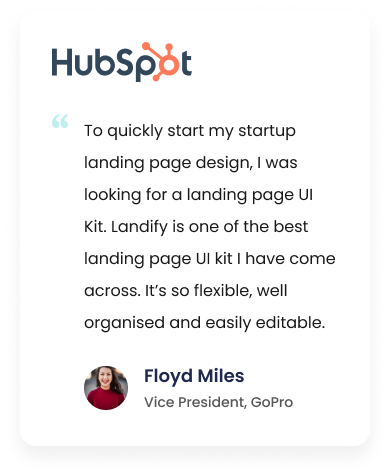 HubSpot
“
To quickly start my startup
landing page design, I was
looking for a landing page UI
Kit. Landify is one of the best
landing page UI kit I have come
across. It’s so flexible, well
organised and easily editable.
Floyd Miles
Vice President, GoPro